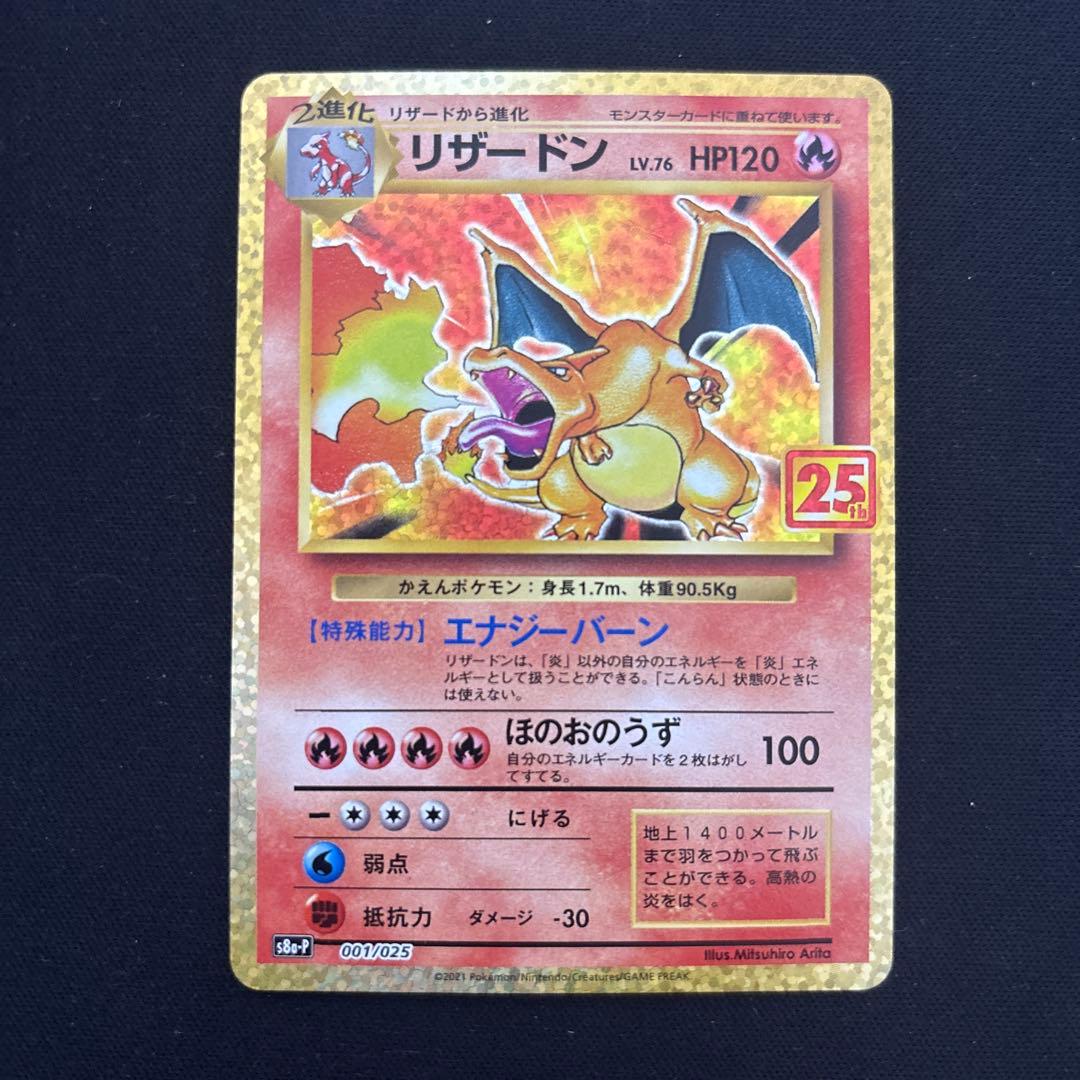 2進化
リザードから進化
モンスターカードに重ねて使います。
リザードン LV.76 HP120
25th
かえんポケモン：身長1.7m、体重90.5Kg
【特殊能力】エナジーバーン
リザードンは、「炎」以外の自分のエネルギーを「炎」エネ
ルギーとして扱うことができる。「こんらん」状態のときに
は使えない。
ほのおのうず 100
自分のエネルギーカードを２枚はがし
てすてる。
ー にげる
弱点
抵抗力 ダメージ -30
地上１４００メートル
まで羽をつかって飛ぶ
ことができる。高熱の
炎をはく。
s8a-P 001/025
Illus.Mitsuhiro Arita
©2021 Pokémon/Nintendo/Creatures/GAME FREAK